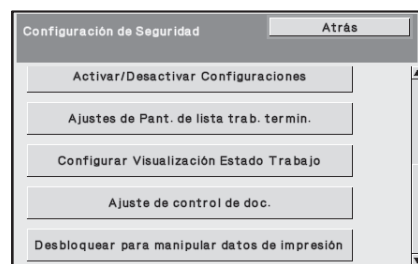 Configuración de Seguridad
Atrás
Activar/Desactivar Configuraciones
Ajustes de Pant. de lista trab. termin.
Configurar Visualización Estado Trabajo
Ajuste de control de doc.
Desbloquear para manipular datos de impresión